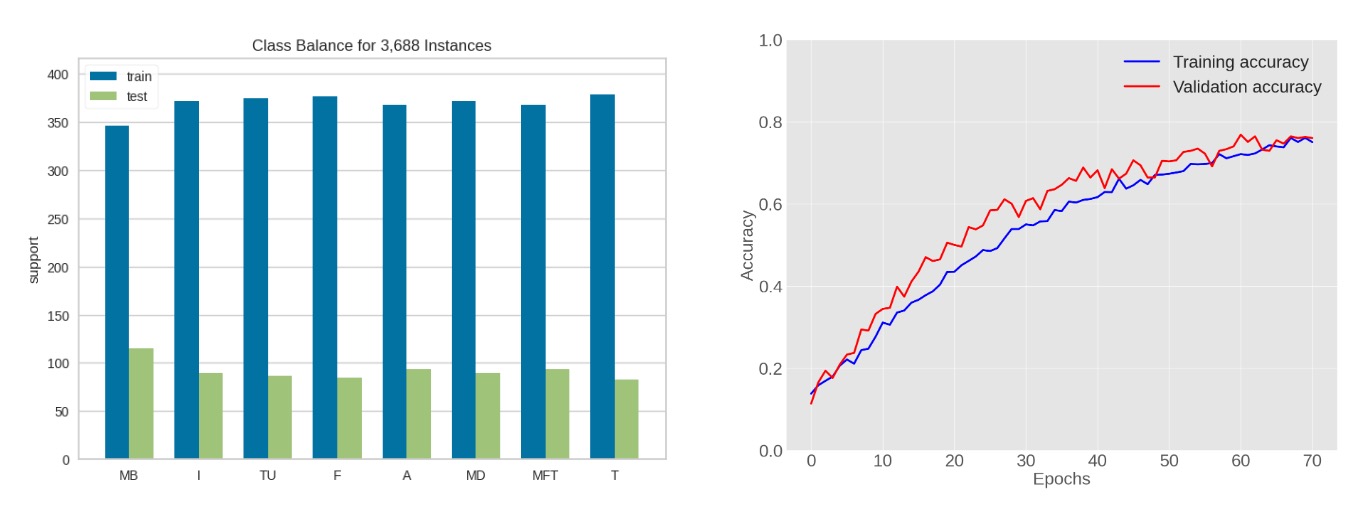 Class Balance for 3,688 Instances
train
test
400
350
300
250
200
150
100
50
0
support
MB I TU F A MD MFT T
Training accuracy
Validation accuracy
1.0
0.8
0.6
0.4
0.2
0.0
Accuracy
0 10 20 30 40 50 60 70
Epochs